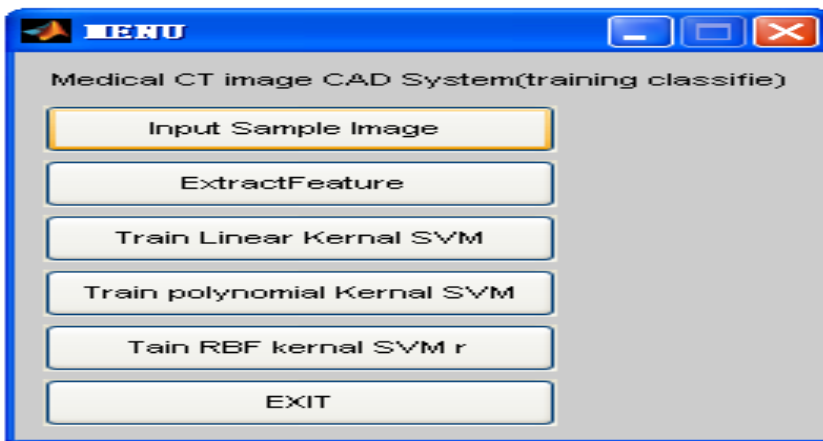 MENU
Medical CT image CAD System(training classifie)
Input Sample Image
ExtractFeature
Train Linear Kernal SVM
Train polynomial Kernal SVM
Tain RBF kernal SVM r
EXIT